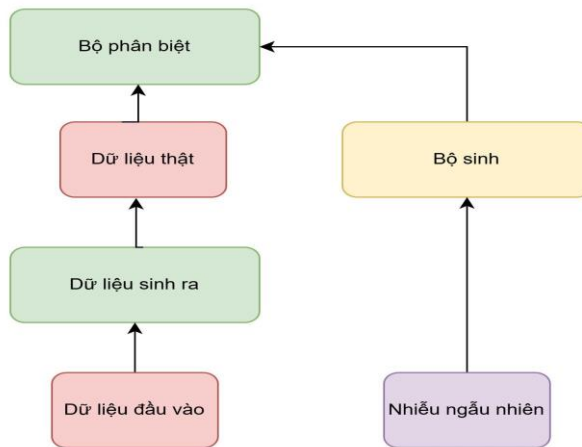 Bộ phân biệt
Dữ liệu thật
Bộ sinh
Dữ liệu sinh ra
Dữ liệu đầu vào
Nhiễu ngẫu nhiên